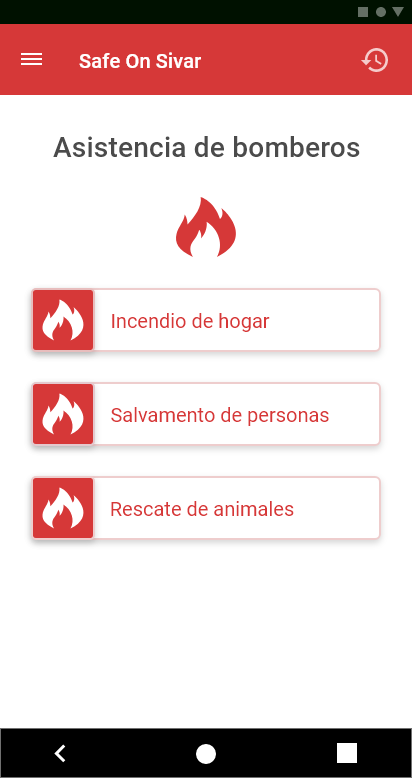 Safe On Sivar
Asistencia de bomberos
Incendio de hogar
Salvamento de personas
Rescate de animales